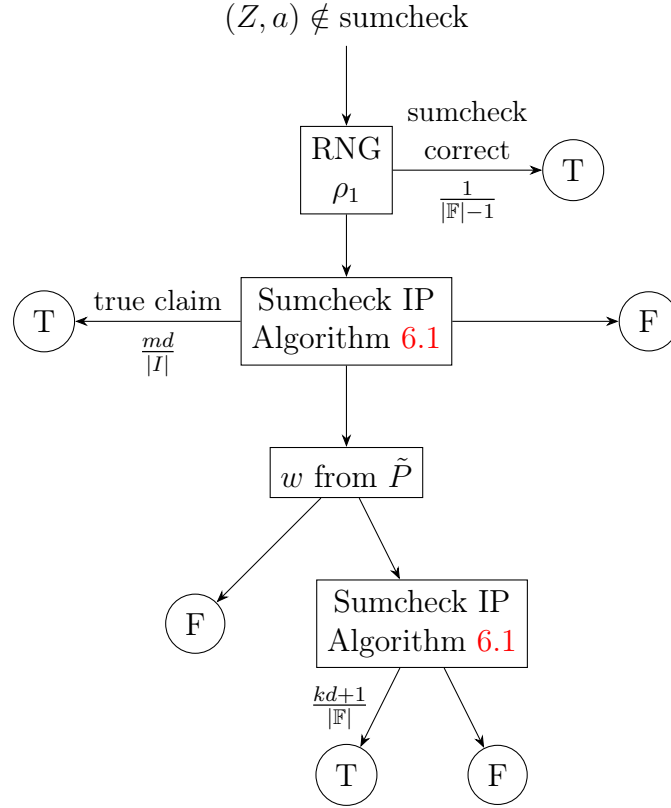 (Z, a) ∉ sumcheck
sumcheck
correct
RNG
ρ₁
T
1/(|𝔽|−1)
true claim
T
md/|I|
Sumcheck IP
Algorithm 6.1
F
w from P̃
F
Sumcheck IP
Algorithm 6.1
(kd+1)/|𝔽|
T
F